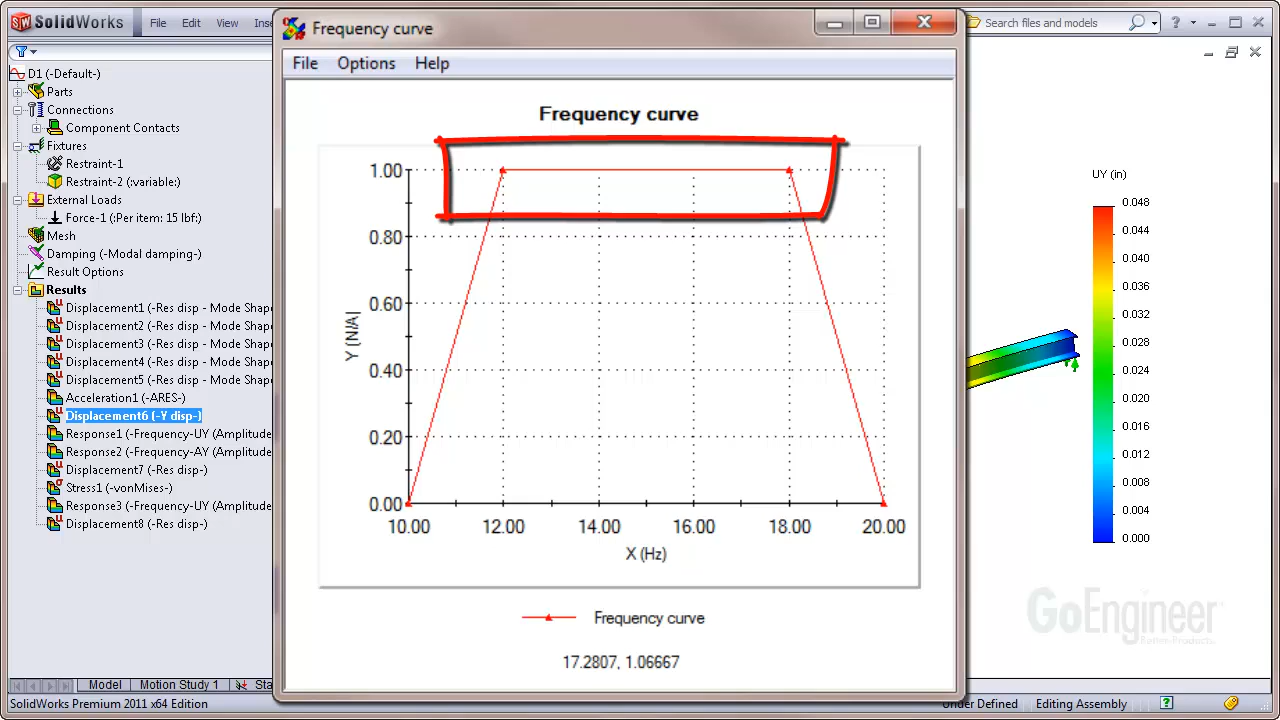 SolidWorks
File Edit View Inse
Search files and models
D1 (-Default-)
Parts
Connections
Component Contacts
Fixtures
Restraint-1
Restraint-2 (:variable:)
External Loads
Force-1 (:Per item: 15 lbf:)
Mesh
Damping (-Modal damping-)
Result Options
Results
Displacement1 (-Res disp - Mode Shape
Displacement2 (-Res disp - Mode Shape
Displacement3 (-Res disp - Mode Shape
Displacement4 (-Res disp - Mode Shape
Displacement5 (-Res disp - Mode Shape
Acceleration1 (-ARES-)
Displacement6 (-Y disp-)
Response1 (-Frequency-UY (Amplitude
Response2 (-Frequency-AY (Amplitude
Displacement7 (-Res disp-)
Stress1 (-vonMises-)
Response3 (-Frequency-UY (Amplitude
Displacement8 (-Res disp-)
Frequency curve
File Options Help
Frequency curve
1.00
0.80
0.60
0.40
0.20
0.00
Y (N/A)
10.00 12.00 14.00 16.00 18.00 20.00
X (Hz)
Frequency curve
17.2807, 1.06667
UY (in)
0.048
0.044
0.040
0.036
0.032
0.028
0.024
0.020
0.016
0.012
0.008
0.004
0.000
GoEngineer
Model Motion Study 1 Sta
SolidWorks Premium 2011 x64 Edition
Under Defined Editing Assembly